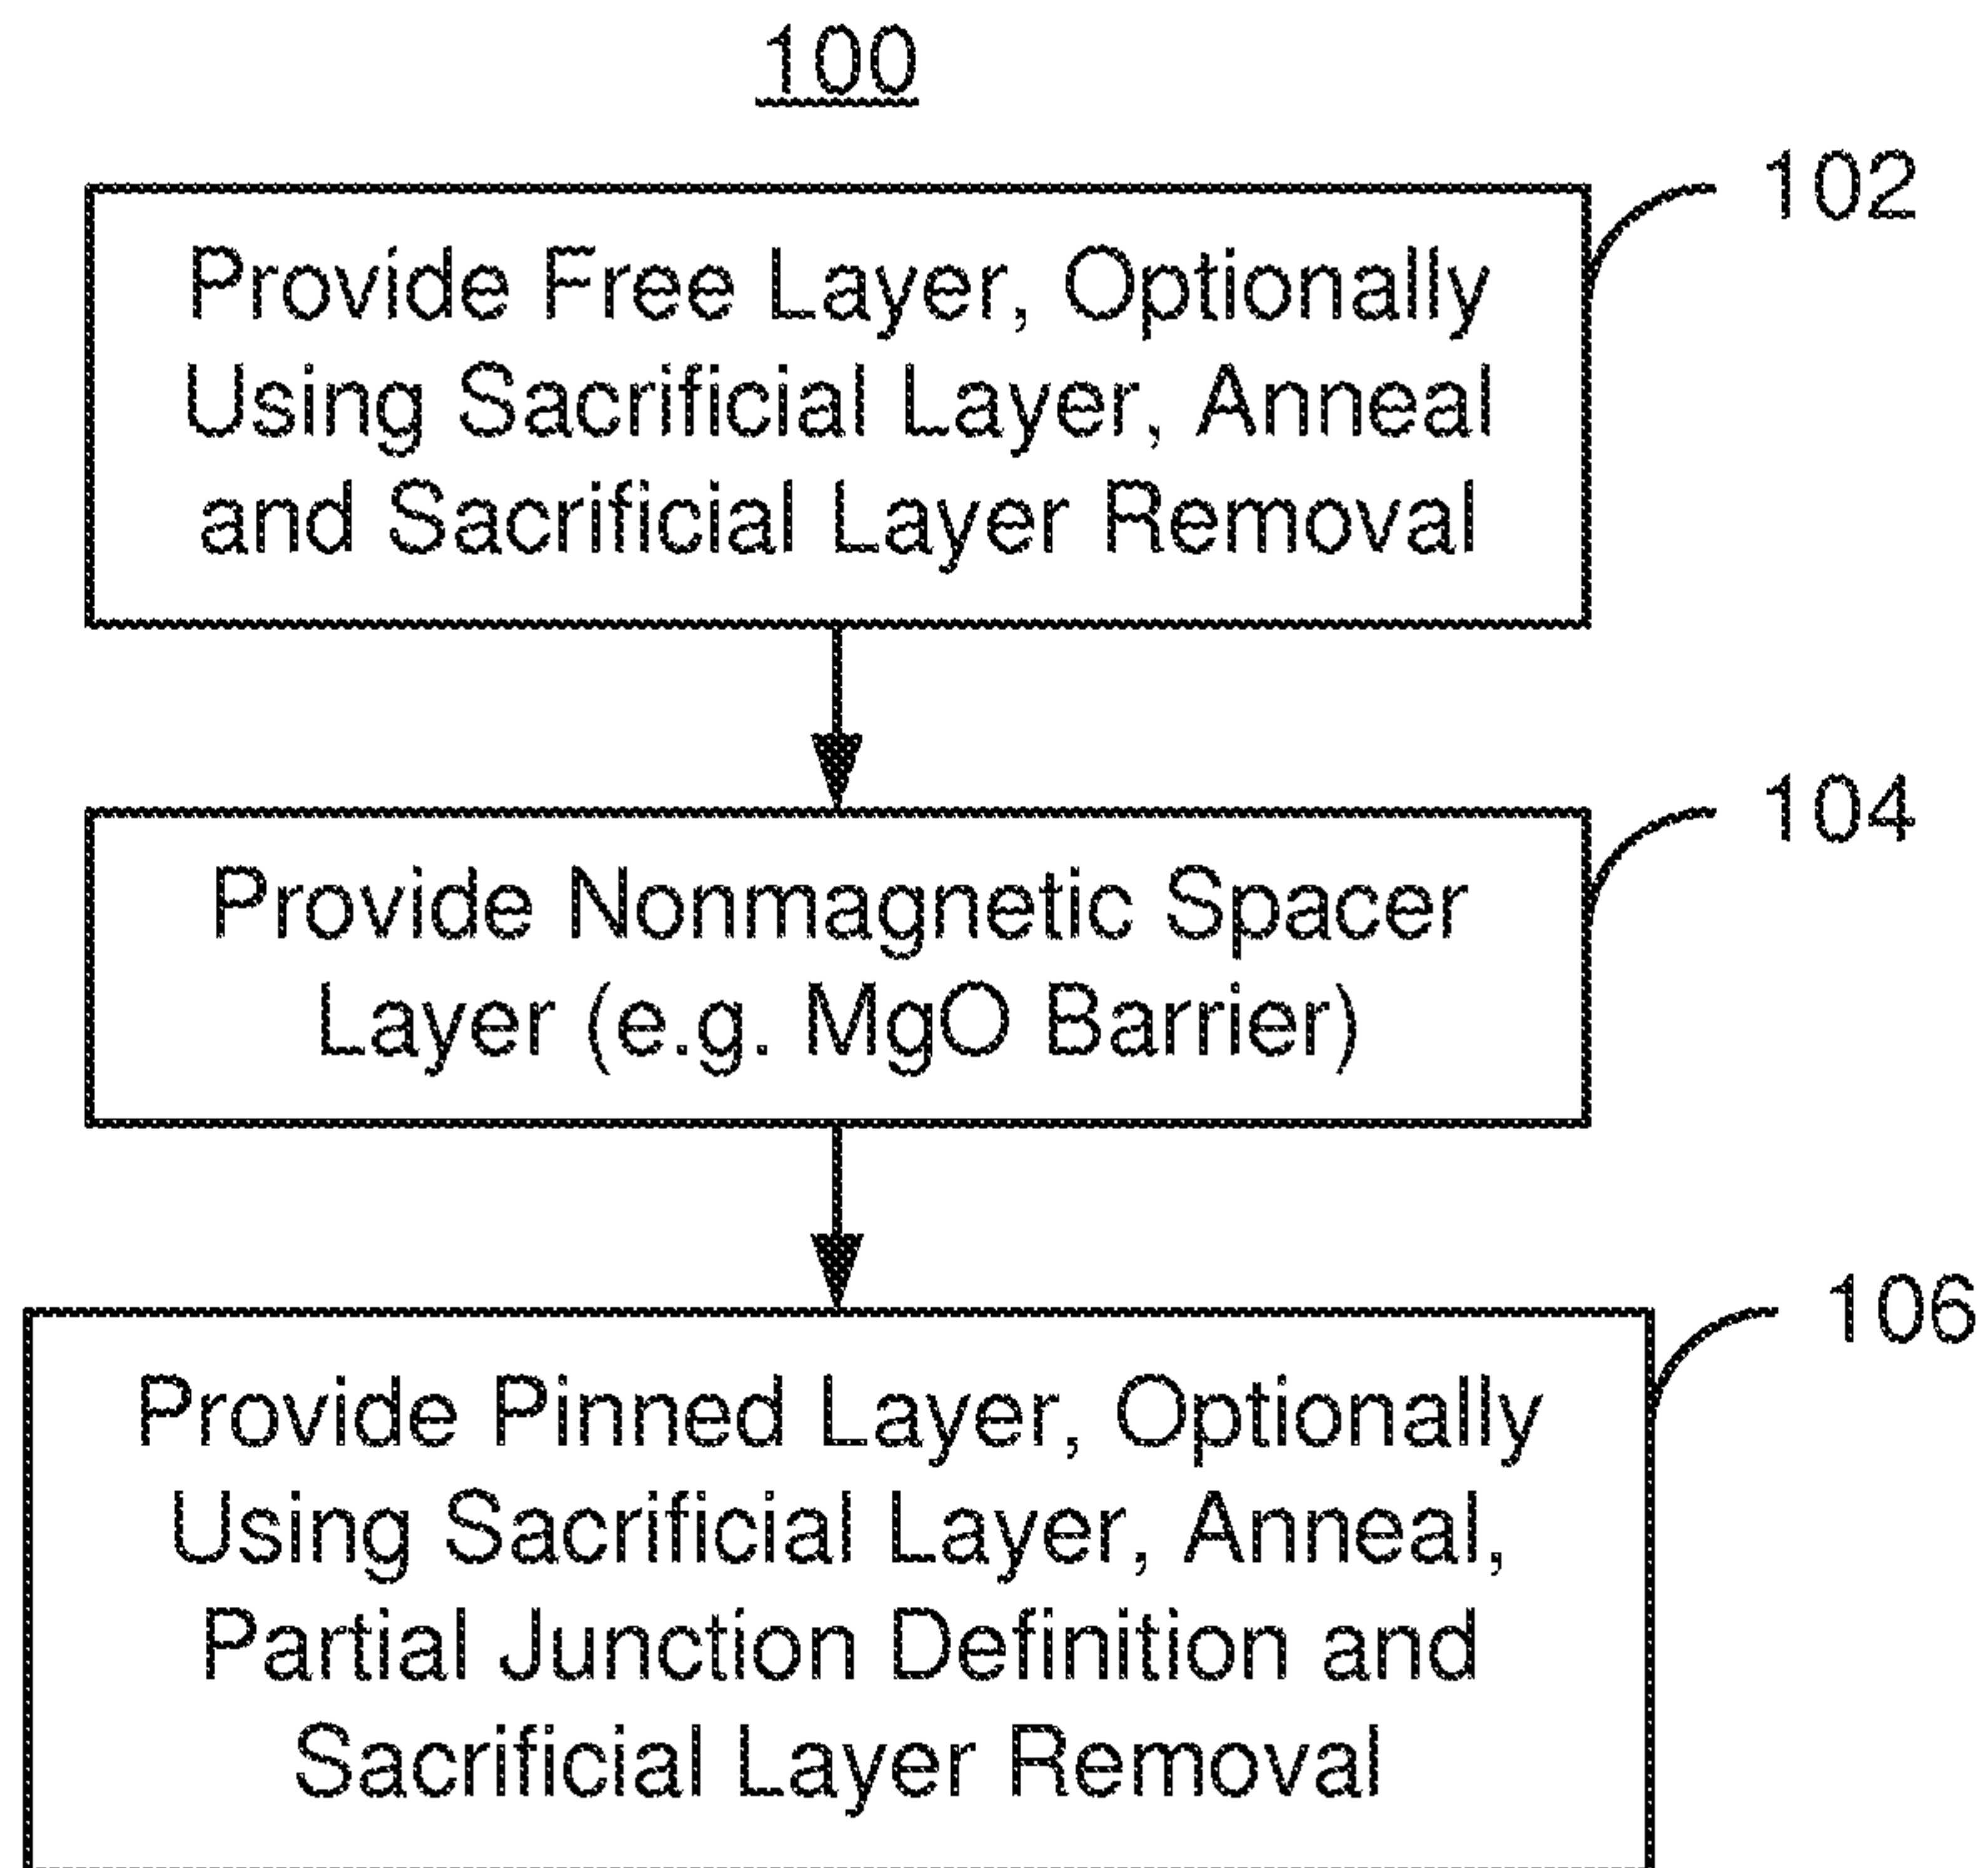 100
102
Provide Free Layer, Optionally
Using Sacrificial Layer, Anneal
and Sacrificial Layer Removal
104
Provide Nonmagnetic Spacer
Layer (e.g. MgO Barrier)
106
Provide Pinned Layer, Optionally
Using Sacrificial Layer, Anneal,
Partial Junction Definition and
Sacrificial Layer Removal